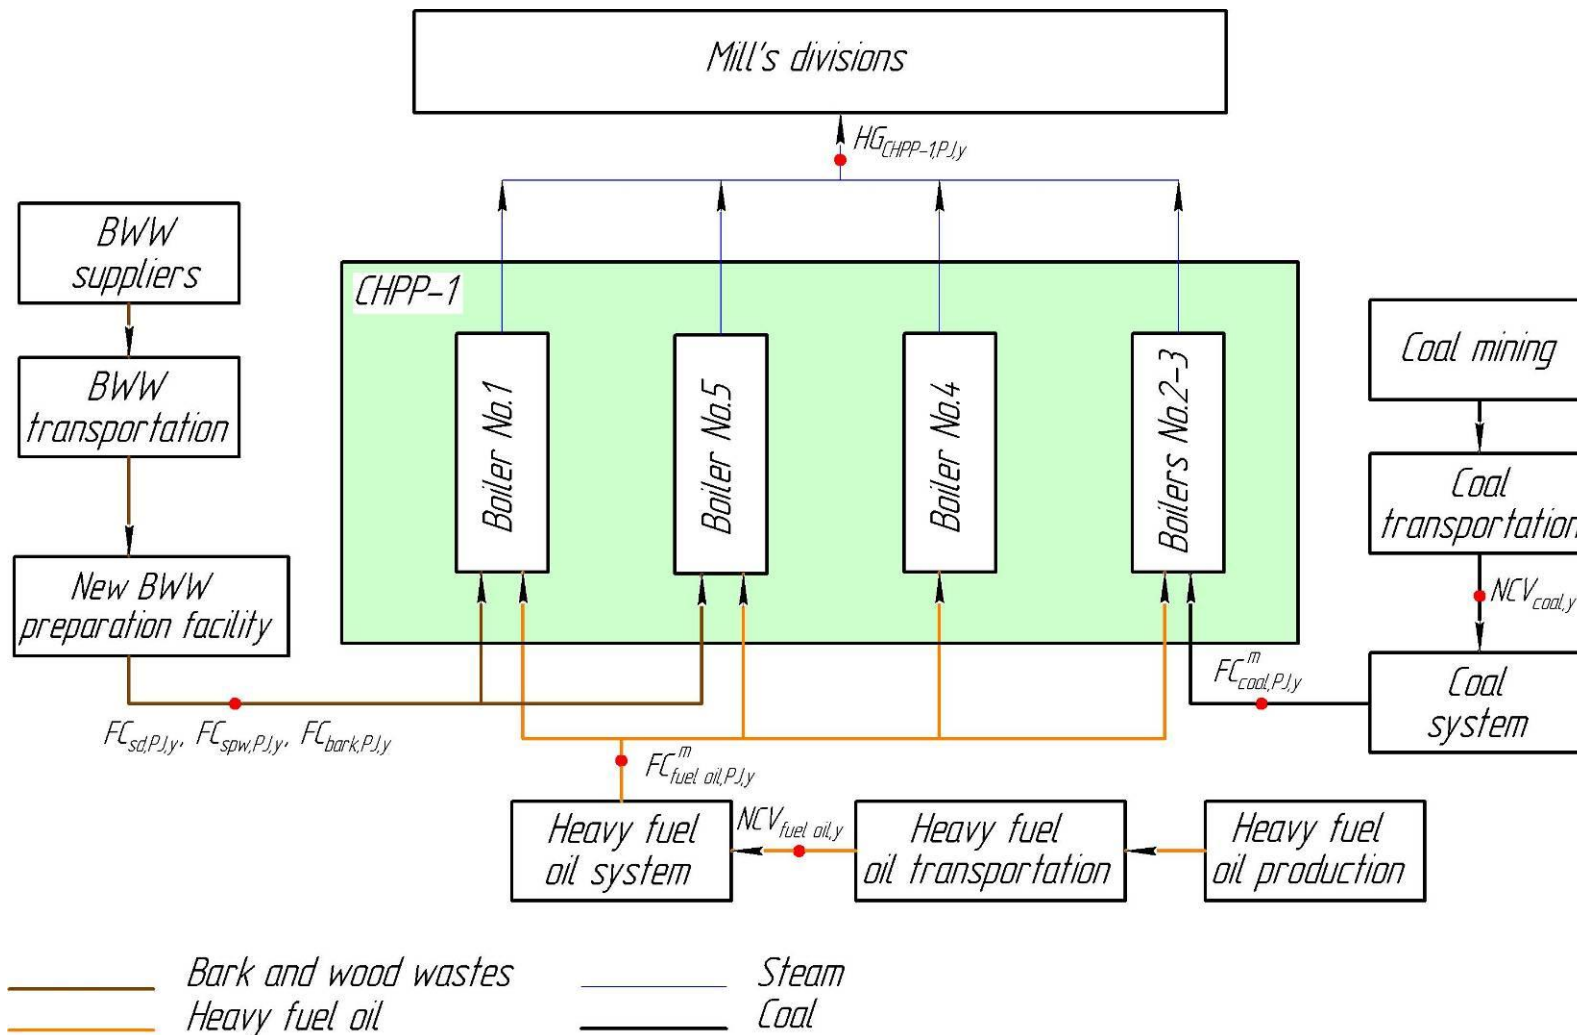 Mill's divisions
HG_CHPP-1,PJ,y
BWW
suppliers
CHPP-1
BWW
transportation
Boiler No.1
Boiler No.5
Boiler No.4
Boilers No.2-3
Coal mining
Coal
transportation
New BWW
preparation facility
NCV_coal,y
FC^m_coal,PJ,y
Coal
system
FC_sd,PJ,y, FC_spw,PJ,y, FC_bark,PJ,y
FC^m_fuel oil,PJ,y
Heavy fuel
oil system
NCV_fuel oil,y
Heavy fuel
oil transportation
Heavy fuel
oil production
Bark and wood wastes
Steam
Heavy fuel oil
Coal